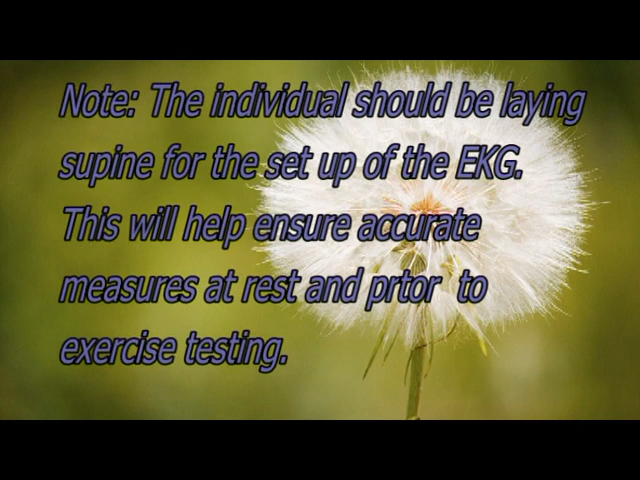 Note: The individual should be laying
supine for the set up of the EKG.
This will help ensure accurate
measures at rest and prtor  to
exercise testing.